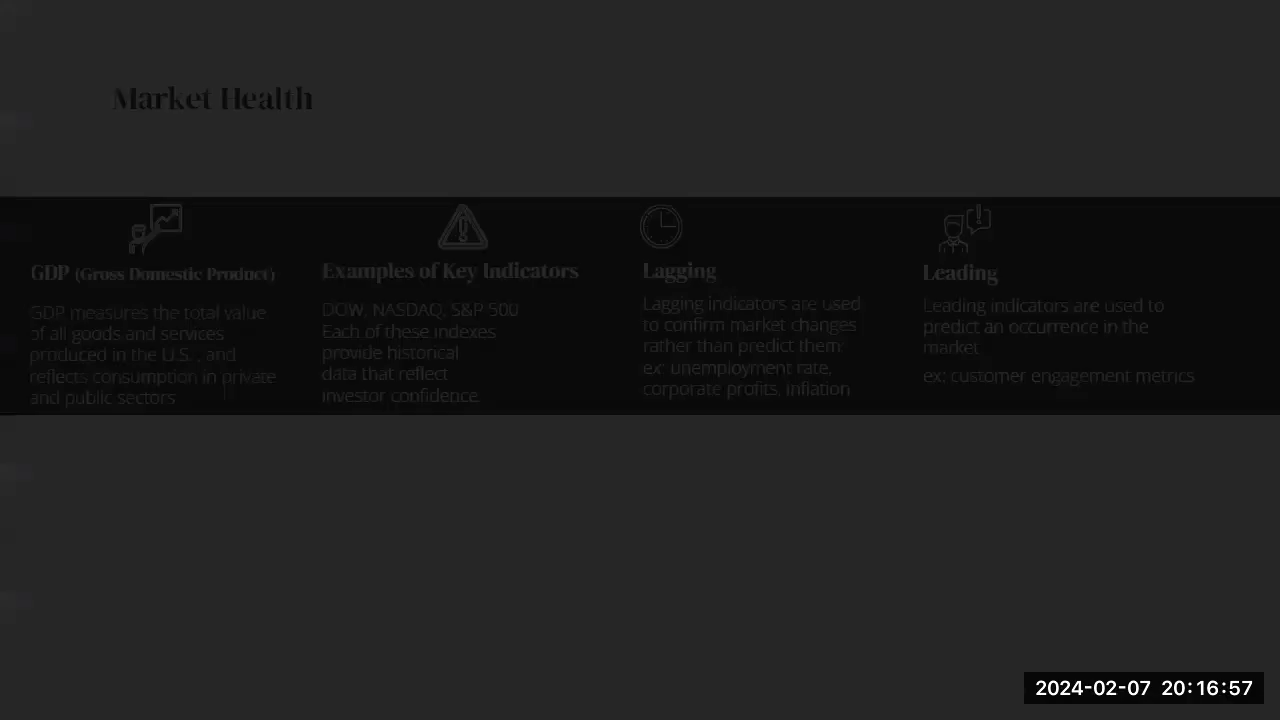 Market Health
GDP (Gross Domestic Product)
GDP measures the total value
of all goods and services
produced in the U.S. , and
reflects consumption in private
and public sectors
Examples of Key Indicators
DOW, NASDAQ, S&P 500
Each of these indexes
provide historical
data that reflect
investor confidence
Lagging
Lagging indicators are used
to confirm market changes
rather than predict them
ex: unemployment rate,
corporate profits, inflation
Leading
Leading indicators are used to
predict an occurrence in the
market
ex: customer engagement metrics
2024-02-07 20:16:57